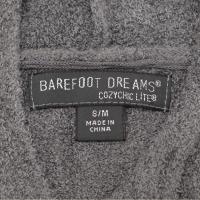 BAREFOOT DREAMS®
COZYCHIC LITE®
S/M
MADE IN
CHINA